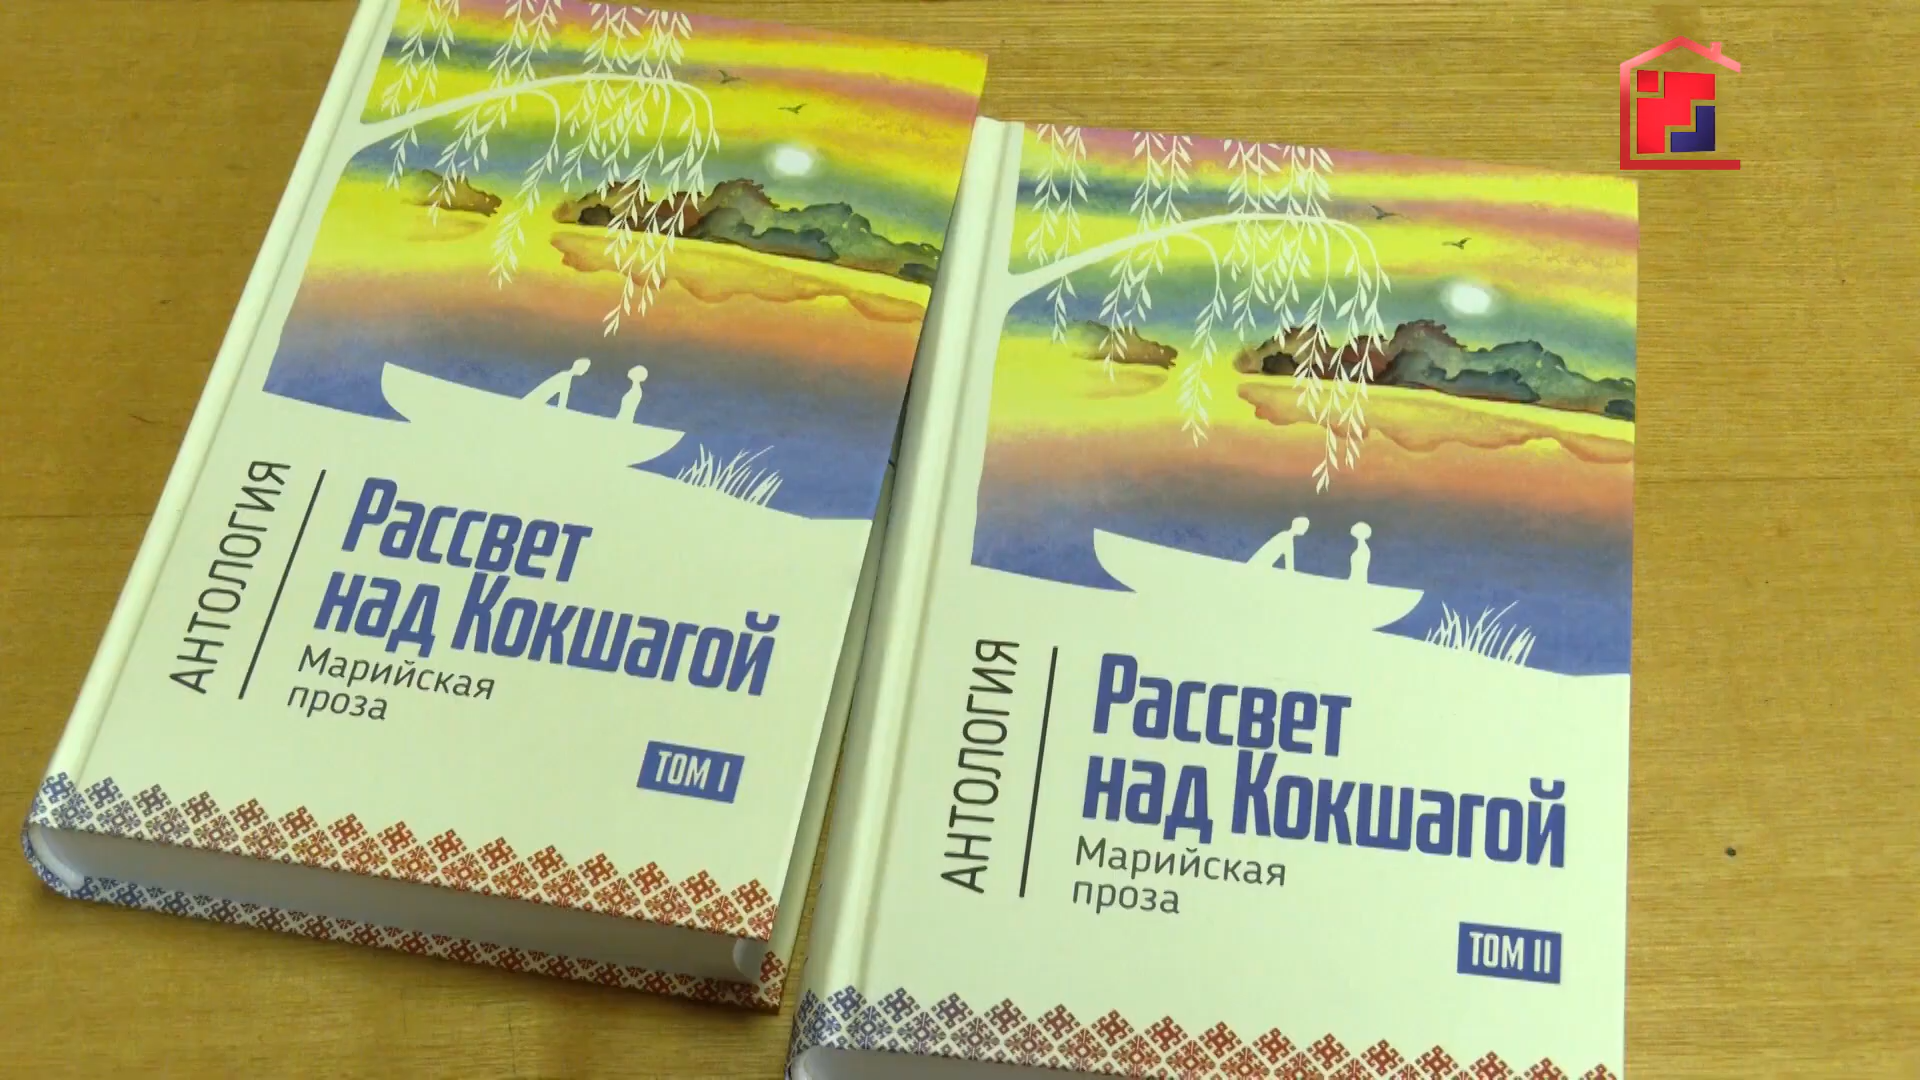 АНТОЛОГИЯ
Рассвет
над Кокшагой
Марийская
проза
ТОМ I
АНТОЛОГИЯ
Рассвет
над Кокшагой
Марийская
проза
ТОМ II